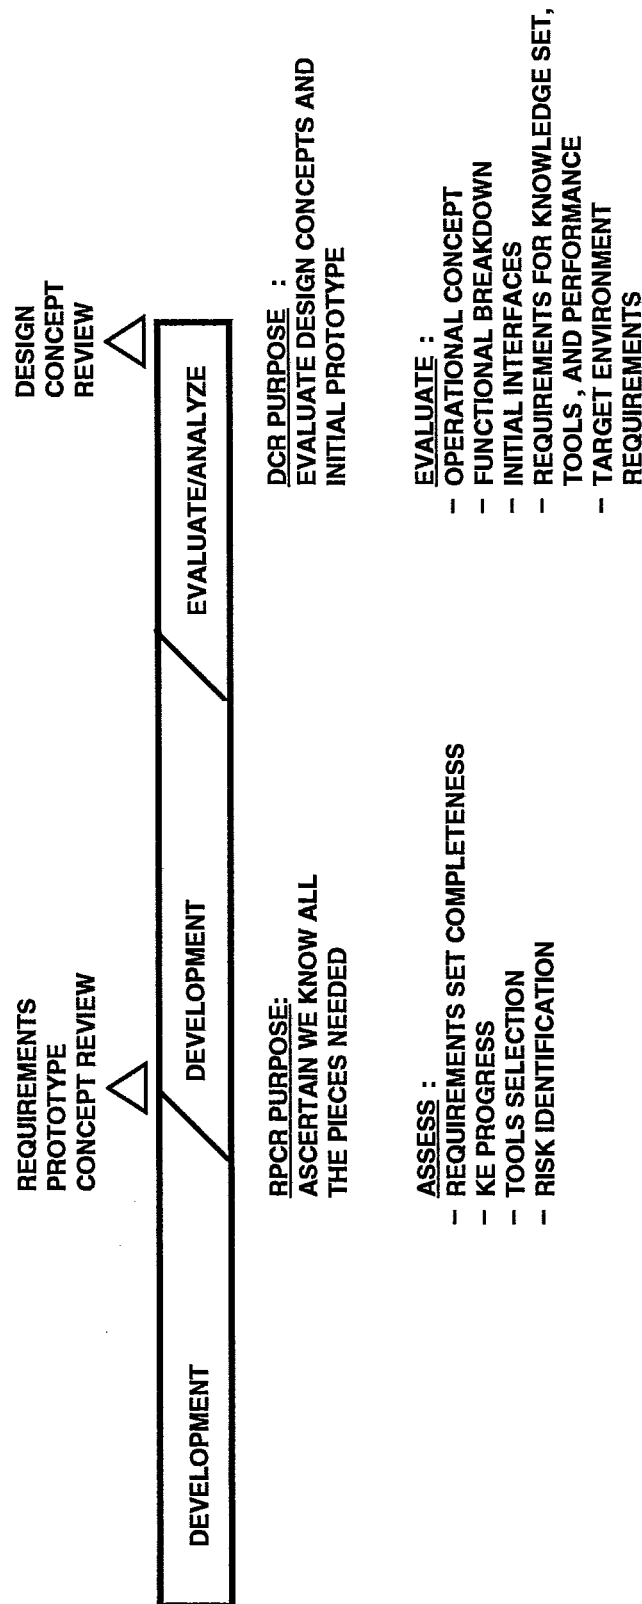 REQUIREMENTS
PROTOTYPE
CONCEPT REVIEW
DESIGN
CONCEPT
REVIEW
DEVELOPMENT
DEVELOPMENT
EVALUATE/ANALYZE
RPCR PURPOSE:
ASCERTAIN WE KNOW ALL
THE PIECES NEEDED
ASSESS :
- REQUIREMENTS SET COMPLETENESS
- KE PROGRESS
- TOOLS SELECTION
- RISK IDENTIFICATION
DCR PURPOSE :
EVALUATE DESIGN CONCEPTS AND
INITIAL PROTOTYPE
EVALUATE :
- OPERATIONAL CONCEPT
- FUNCTIONAL BREAKDOWN
- INITIAL INTERFACES
- REQUIREMENTS FOR KNOWLEDGE SET,
TOOLS , AND PERFORMANCE
- TARGET ENVIRONMENT
REQUIREMENTS